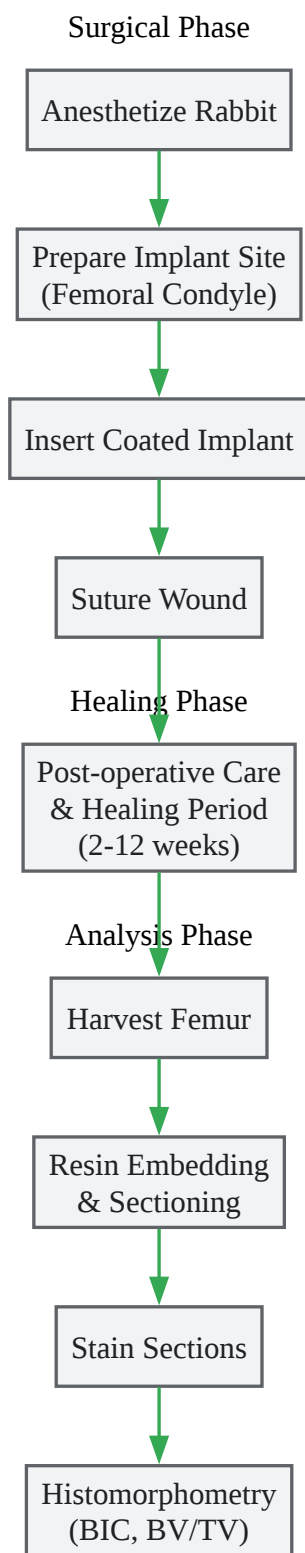 Surgical Phase
Anesthetize Rabbit
Prepare Implant Site
(Femoral Condyle)
Insert Coated Implant
Suture Wound
Healing Phase
Post-operative Care
& Healing Period
(2-12 weeks)
Analysis Phase
Harvest Femur
Resin Embedding
& Sectioning
Stain Sections
Histomorphometry
(BIC, BV/TV)